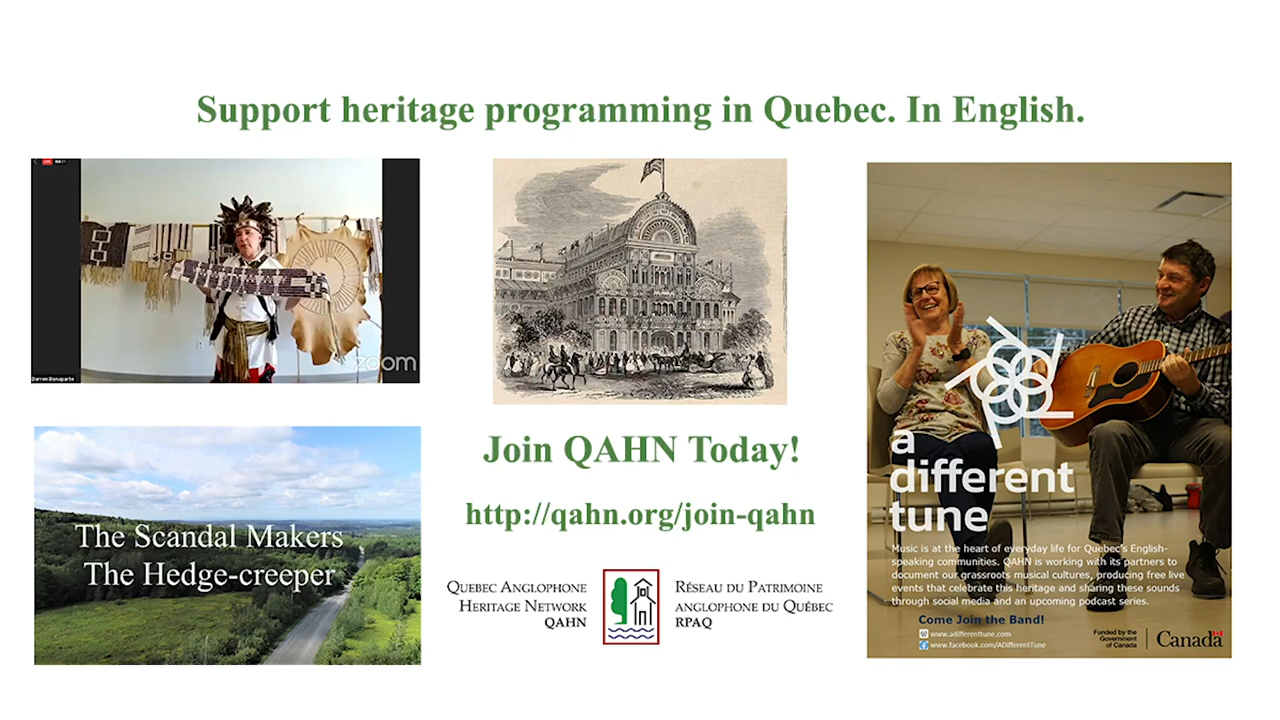 Support heritage programming in Quebec. In English.
LIVE
zoom
Darren Bonaparte
The Scandal Makers
The Hedge-creeper
Join QAHN Today!
http://qahn.org/join-qahn
QUEBEC ANGLOPHONE
HERITAGE NETWORK
QAHN
RÉSEAU DU PATRIMOINE
ANGLOPHONE DU QUÉBEC
RPAQ
a
different
tune
Music is at the heart of everyday life for Quebec's English-
speaking communities. QAHN is working with its partners to
document our grassroots musical cultures, producing free live
events that celebrate this heritage and sharing these sounds
through social media and an upcoming podcast series.
Come Join the Band!
www.adifferenttune.com
www.facebook.com/ADifferentTune
Funded by the
Government
of Canada
Canada